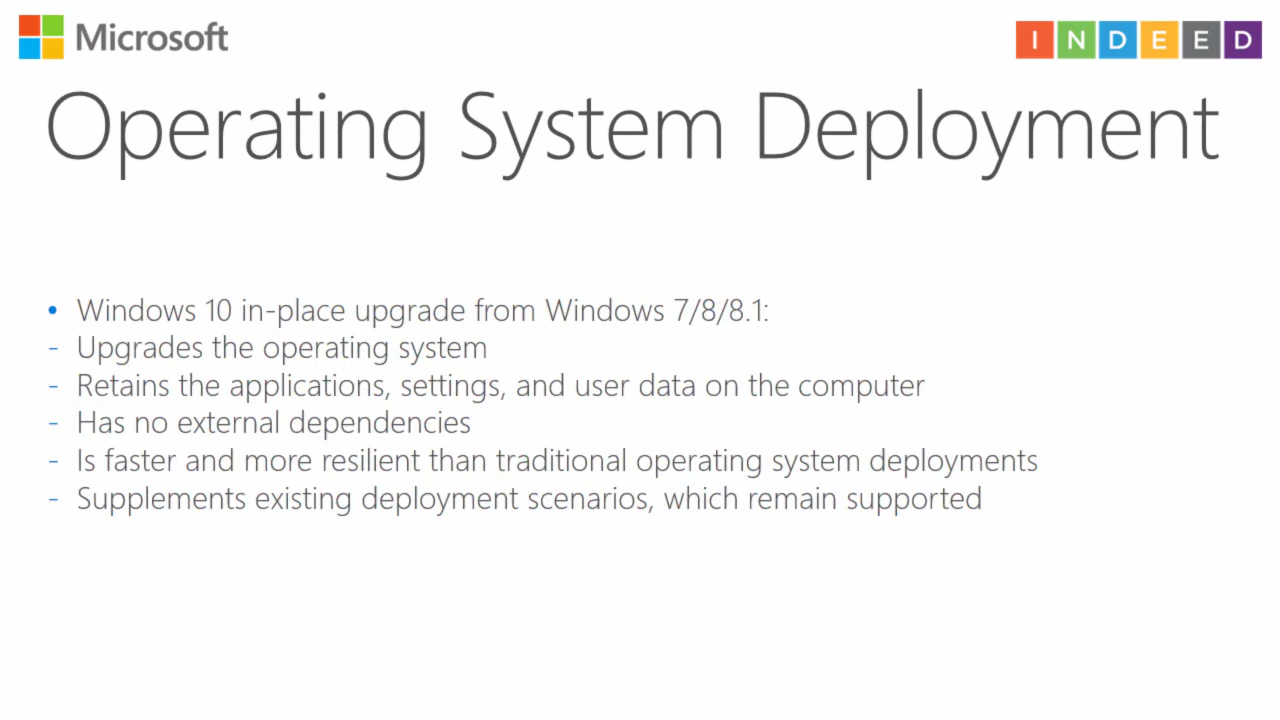 Microsoft
INDEED
Operating System Deployment
• Windows 10 in-place upgrade from Windows 7/8/8.1:
- Upgrades the operating system
- Retains the applications, settings, and user data on the computer
- Has no external dependencies
- Is faster and more resilient than traditional operating system deployments
- Supplements existing deployment scenarios, which remain supported